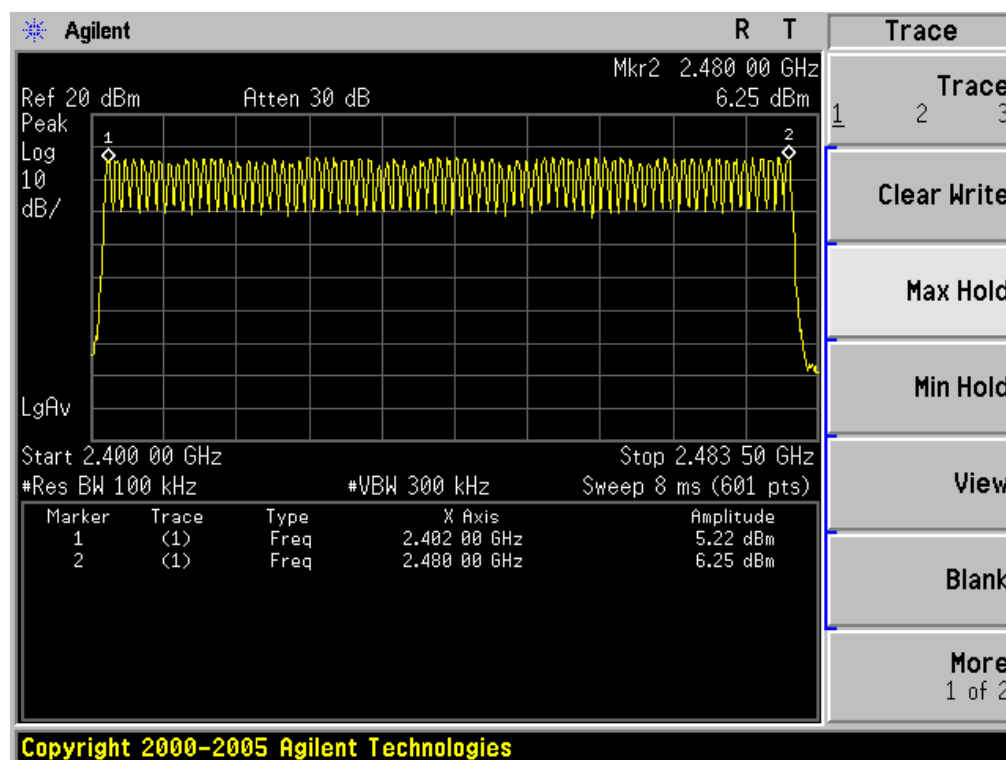 Agilent R T Trace
Mkr2 2.480 00 GHz
Ref 20 dBm Atten 30 dB 6.25 dBm
Peak
Log
10
dB/
1
2
LgAv
Start 2.400 00 GHz Stop 2.483 50 GHz
#Res BW 100 kHz #VBW 300 kHz Sweep 8 ms (601 pts)
Marker Trace Type X Axis Amplitude
1 (1) Freq 2.402 00 GHz 5.22 dBm
2 (1) Freq 2.480 00 GHz 6.25 dBm
Trace
1 2 3
Clear Write
Max Hold
Min Hold
View
Blank
More
1 of 2
Copyright 2000-2005 Agilent Technologies